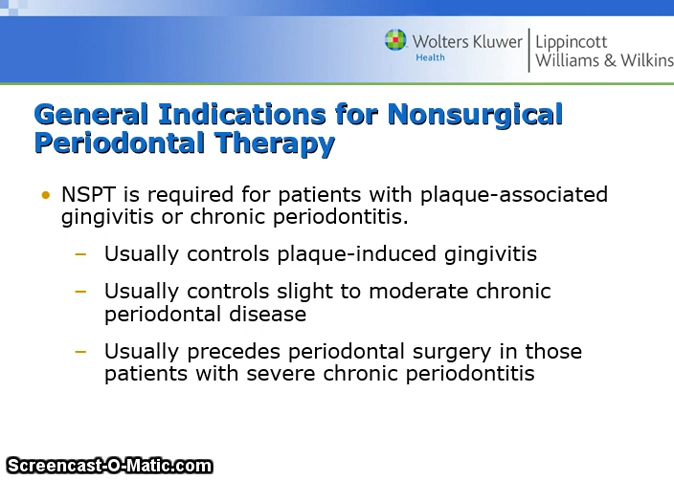 Wolters Kluwer
Health
Lippincott
Williams & Wilkins
General Indications for Nonsurgical
Periodontal Therapy
• NSPT is required for patients with plaque-associated
gingivitis or chronic periodontitis.
– Usually controls plaque-induced gingivitis
– Usually controls slight to moderate chronic
periodontal disease
– Usually precedes periodontal surgery in those
patients with severe chronic periodontitis
Screencast-O-Matic.com